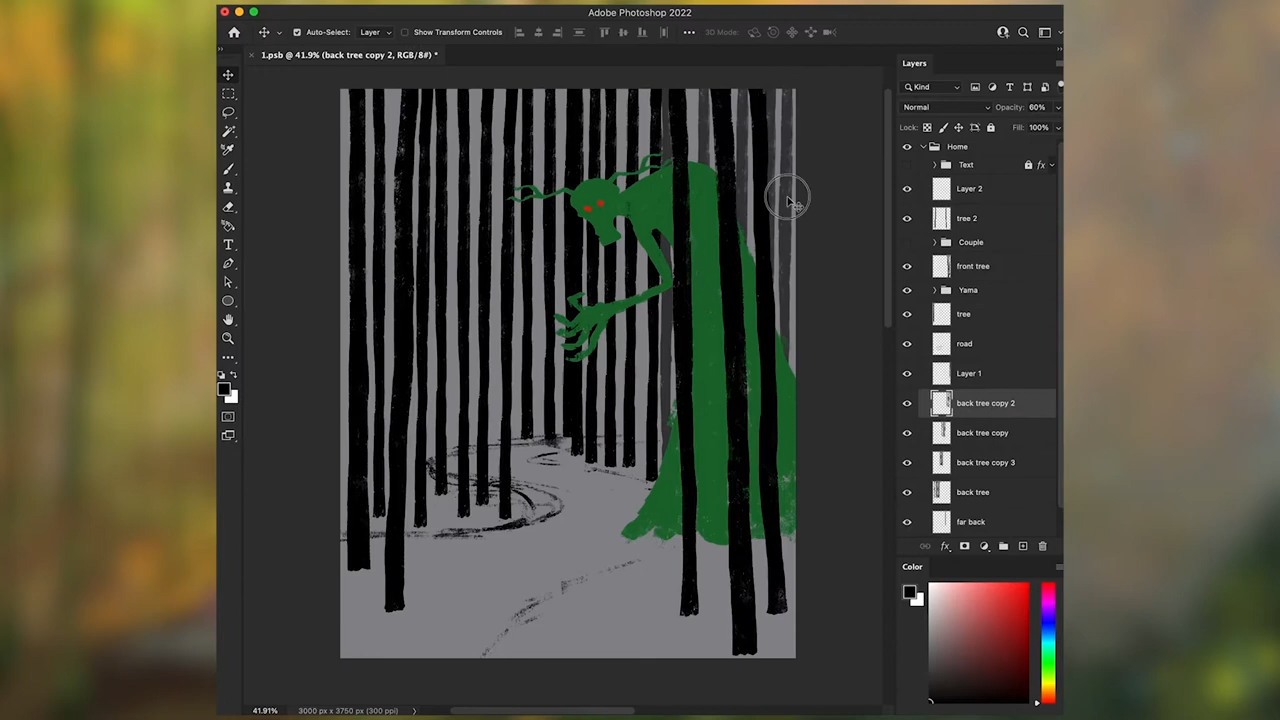 Adobe Photoshop 2022
Auto-Select: Layer Show Transform Controls 3D Mode:
1.psb @ 41.9% (back tree copy 2, RGB/8#) *
Layers
Kind
Normal Opacity: 60%
Lock: Fill: 100%
Home
Text fx
Layer 2
tree 2
Couple
front tree
Yama
tree
road
Layer 1
back tree copy 2
back tree copy
back tree copy 3
back tree
far back
fx
Color
41.91% 3000 px x 3750 px (300 ppi)